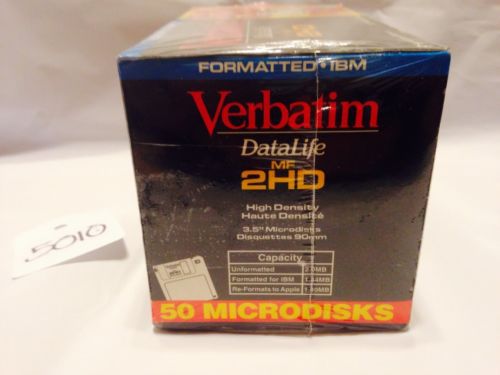 FORMATTED • IBM
Verbatim
DataLife
MF
2HD
High Density
Haute Densité
3.5" Microdisks
Disquettes 90mm
Capacity
Unformatted 2.0MB
Formatted for IBM 1.44MB
Re-Formats to Apple 1.40MB
50 MICRODISKS
5010